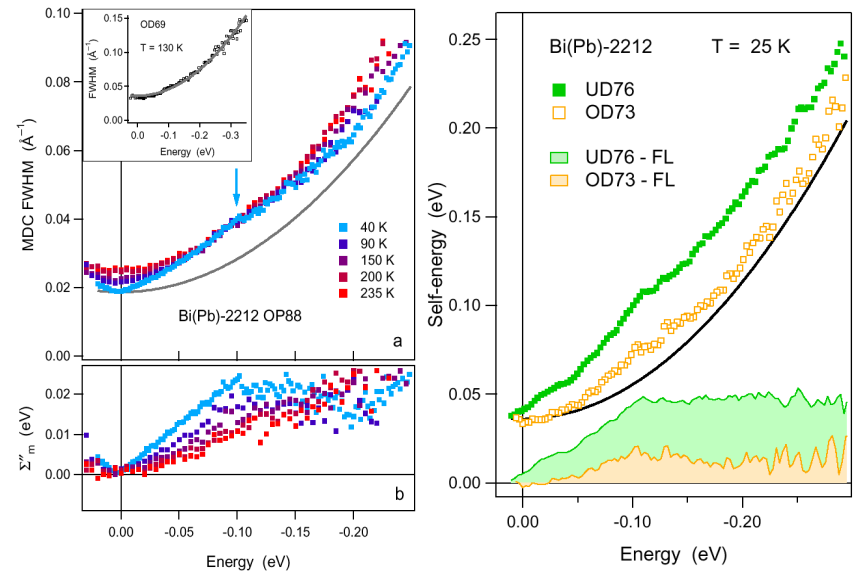 OD69
T = 130 K
FWHM (Å⁻¹)
0.15
0.10
0.05
0.00
0.0
-0.1
-0.2
-0.3
Energy (eV)
MDC FWHM (Å⁻¹)
0.10
0.08
0.06
0.04
0.02
0.00
40 K
90 K
150 K
200 K
235 K
Bi(Pb)-2212 OP88
a
Σ″m (eV)
0.02
0.01
0.00
b
0.00
-0.05
-0.10
-0.15
-0.20
Energy (eV)
Bi(Pb)-2212 T = 25 K
UD76
OD73
UD76 - FL
OD73 - FL
Self-energy (eV)
0.25
0.20
0.15
0.10
0.05
0.00
0.00
-0.10
-0.20
Energy (eV)